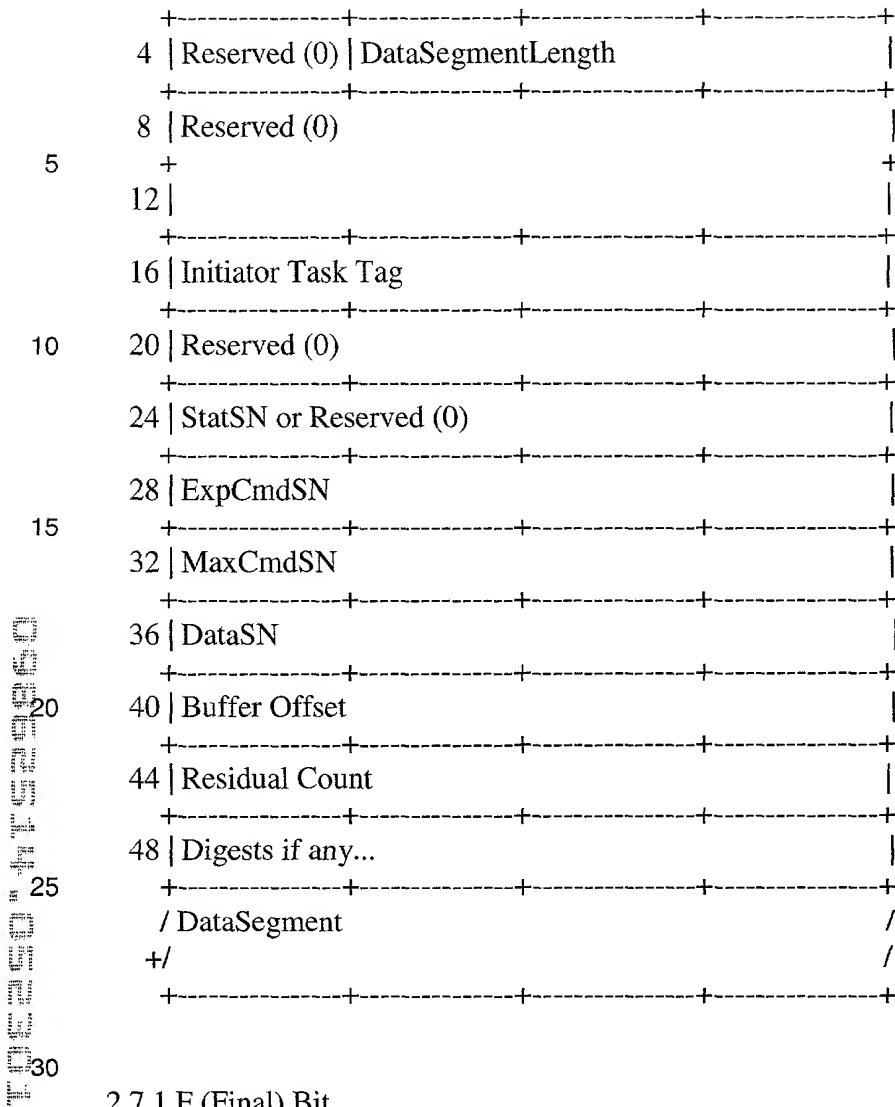 +---------------+---------------+---------------+---------------+
4 | Reserved (0) | DataSegmentLength |
+---------------+---------------+---------------+---------------+
8 | Reserved (0) |
5 + +
12 | |
+---------------+---------------+---------------+---------------+
16 | Initiator Task Tag |
+---------------+---------------+---------------+---------------+
10 20 | Reserved (0) |
+---------------+---------------+---------------+---------------+
24 | StatSN or Reserved (0) |
+---------------+---------------+---------------+---------------+
28 | ExpCmdSN |
15 +---------------+---------------+---------------+---------------+
32 | MaxCmdSN |
+---------------+---------------+---------------+---------------+
36 | DataSN |
+---------------+---------------+---------------+---------------+
20 40 | Buffer Offset |
+---------------+---------------+---------------+---------------+
44 | Residual Count |
+---------------+---------------+---------------+---------------+
48 | Digests if any... |
25 +---------------+---------------+---------------+---------------+
/ DataSegment /
+/ /
+---------------+---------------+---------------+---------------+
30
2.7.1 F (Final) Bit
09862514.052301